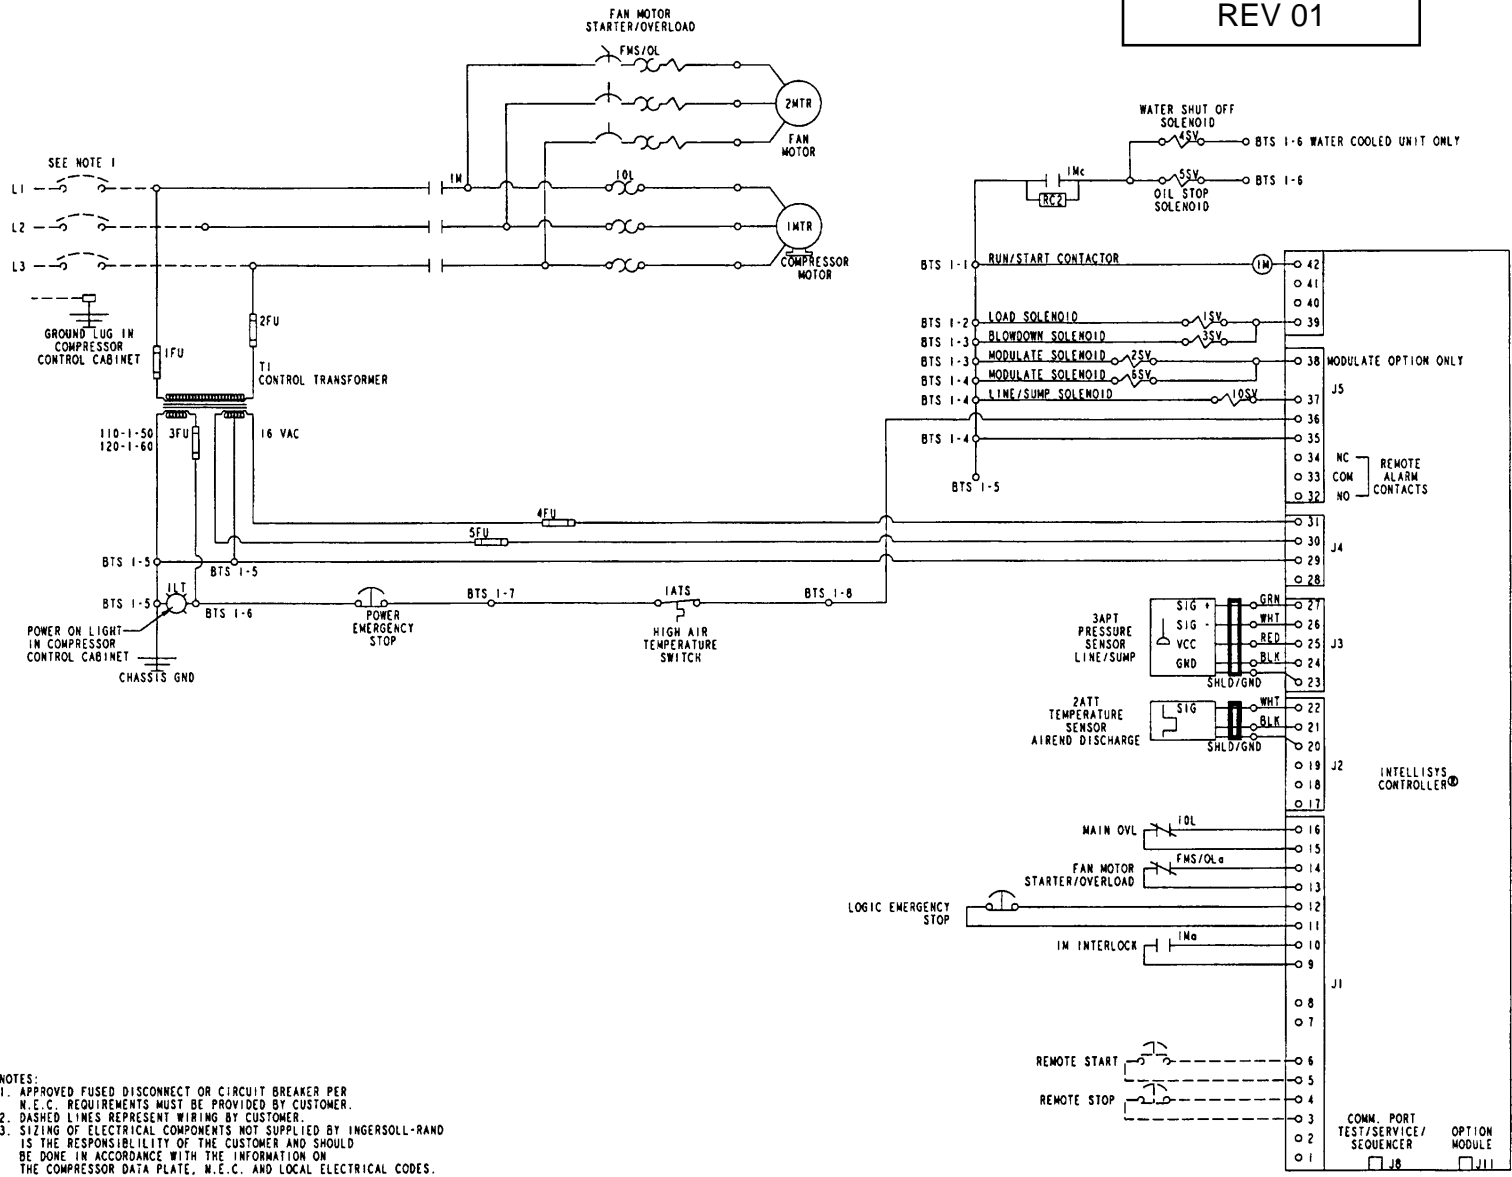 REV 01
FAN MOTOR
STARTER/OVERLOAD
FMS/OL
2MTR
FAN
MOTOR
SEE NOTE 1
L1
L2
L3
1M
1OL
1MTR
COMPRESSOR
MOTOR
GROUND LUG IN
COMPRESSOR
CONTROL CABINET
1FU
2FU
T1
CONTROL TRANSFORMER
110-1-50
120-1-60
3FU
16 VAC
4FU
5FU
BTS 1-5
BTS 1-5
BTS 1-5
1LT
BTS 1-6
POWER ON LIGHT
IN COMPRESSOR
CONTROL CABINET
CHASSIS GND
POWER
EMERGENCY
STOP
BTS 1-7
1ATS
HIGH AIR
TEMPERATURE
SWITCH
BTS 1-8
WATER SHUT OFF
SOLENOID
4SV
BTS 1-6 WATER COOLED UNIT ONLY
1Mc
RC2
5SV
BTS 1-6
OIL STOP
SOLENOID
BTS 1-1 RUN/START CONTACTOR 1M 42
41
40
BTS 1-2 LOAD SOLENOID 1SV 39
BTS 1-3 BLOWDOWN SOLENOID 3SV
BTS 1-3 MODULATE SOLENOID 2SV 38 MODULATE OPTION ONLY
BTS 1-4 MODULATE SOLENOID 6SV
J5
BTS 1-4 LINE/SUMP SOLENOID 10SV 37
36
BTS 1-4 35
34 NC
33 COM
32 NO
REMOTE
ALARM
CONTACTS
BTS 1-5
31
30
29
28
J4
3APT
PRESSURE
SENSOR
LINE/SUMP
SIG + GRN 27
SIG - WHT 26
VCC RED 25
GND BLK 24
SHLD/GND 23
J3
2ATT
TEMPERATURE
SENSOR
AIREND DISCHARGE
SIG WHT 22
BLK 21
SHLD/GND 20
19
18
17
J2
INTELLISYS
CONTROLLER®
MAIN OVL 1OL 16
15
FAN MOTOR
STARTER/OVERLOAD
FMS/OLa 14
13
LOGIC EMERGENCY
STOP
12
11
1M INTERLOCK 1Ma 10
9
J1
8
7
REMOTE START 6
5
REMOTE STOP 4
3
2
1
COMM. PORT
TEST/SERVICE/
SEQUENCER
J8
OPTION
MODULE
J11
NOTES:
1. APPROVED FUSED DISCONNECT OR CIRCUIT BREAKER PER
N.E.C. REQUIREMENTS MUST BE PROVIDED BY CUSTOMER.
2. DASHED LINES REPRESENT WIRING BY CUSTOMER.
3. SIZING OF ELECTRICAL COMPONENTS NOT SUPPLIED BY INGERSOLL-RAND
IS THE RESPONSIBLILITY OF THE CUSTOMER AND SHOULD
BE DONE IN ACCORDANCE WITH THE INFORMATION ON
THE COMPRESSOR DATA PLATE, N.E.C. AND LOCAL ELECTRICAL CODES.